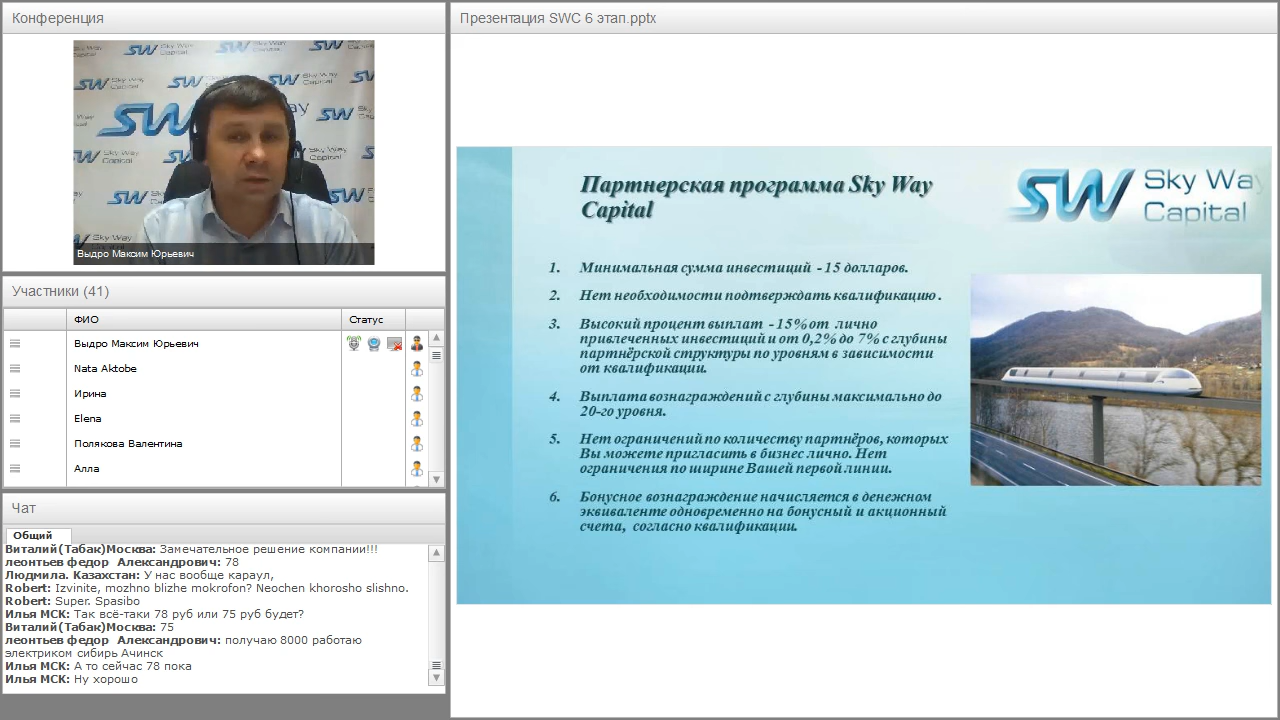 Конференция
SW Sky Way
Capital
Выдро Максим Юрьевич
Участники (41)
ФИО
Статус
Выдро Максим Юрьевич
Nata Aktobe
Ирина
Elena
Полякова Валентина
Алла
Чат
Общий
Виталий(Табак)Москва: Замечательное решение компании!!!
леонтьев федор Александрович: 78
Людмила. Казахстан: У нас вообще караул,
Robert: Izvinite, mozhno blizhe mokrofon? Neochen khorosho slishno.
Robert: Super. Spasibo
Илья МСК: Так всё-таки 78 руб или 75 руб будет?
Виталий(Табак)Москва: 75
леонтьев федор Александрович: получаю 8000 работаю
электриком сибирь Ачинск
Илья МСК: А то сейчас 78 пока
Илья МСК: Ну хорошо
Презентация SWC 6 этап.pptx
Партнерская программа Sky Way
Capital
SW Sky Way
Capital
1. Минимальная сумма инвестиций - 15 долларов.
2. Нет необходимости подтверждать квалификацию .
3. Высокий процент выплат - 15% от лично
привлеченных инвестиций и от 0,2% до 7% с глубины
партнёрской структуры по уровням в зависимости
от квалификации.
4. Выплата вознаграждений с глубины максимально до
20-го уровня.
5. Нет ограничений по количеству партнёров, которых
Вы можете пригласить в бизнес лично. Нет
ограничения по ширине Вашей первой линии.
6. Бонусное вознаграждение начисляется в денежном
эквиваленте одновременно на бонусный и акционный
счета, согласно квалификации.